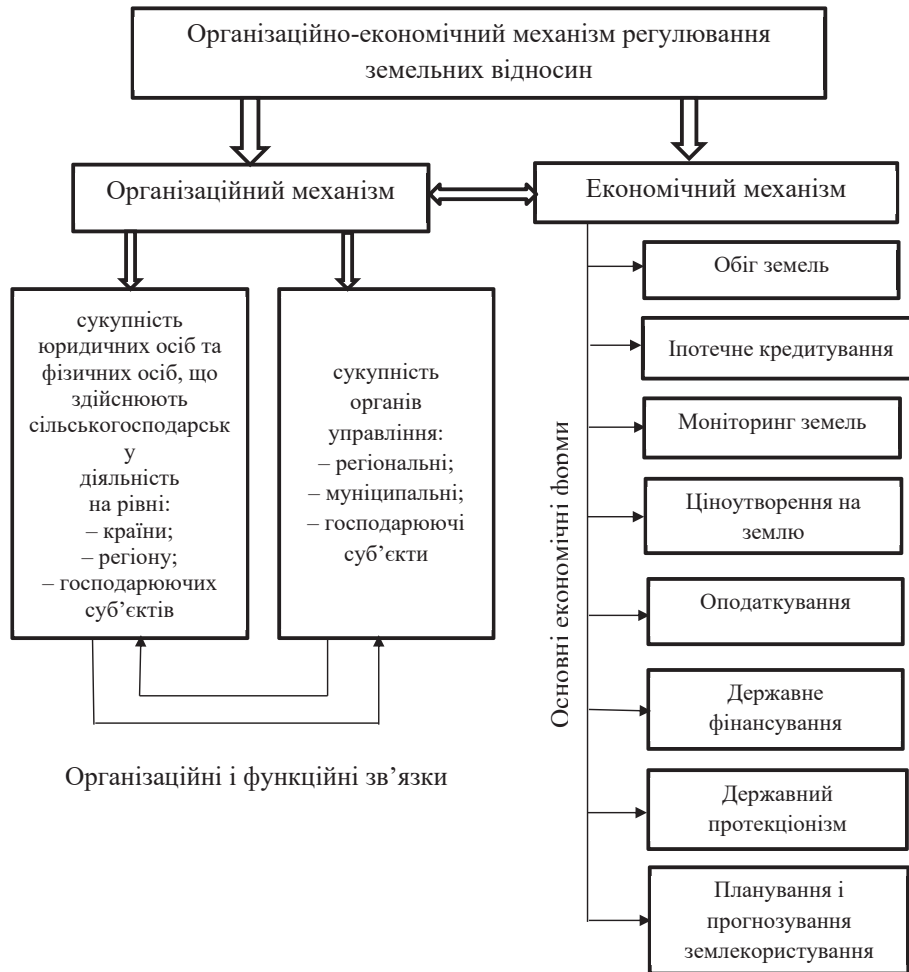 Організаційно-економічний механізм регулювання
земельних відносин
Організаційний механізм
Економічний механізм
сукупність
юридичних осіб та
фізичних осіб, що
здійснюють
сільськогосподарськ
у
діяльність
на рівні:
– країни;
– регіону;
– господарюючих
суб’єктів
сукупність
органів
управління:
– регіональні;
– муніципальні;
– господарюючі
суб’єкти
Організаційні і функційні зв’язки
Основні економічні форми
Обіг земель
Іпотечне кредитування
Моніторинг земель
Ціноутворення на
землю
Оподаткування
Державне
фінансування
Державний
протекціонізм
Планування і
прогнозування
землекористування